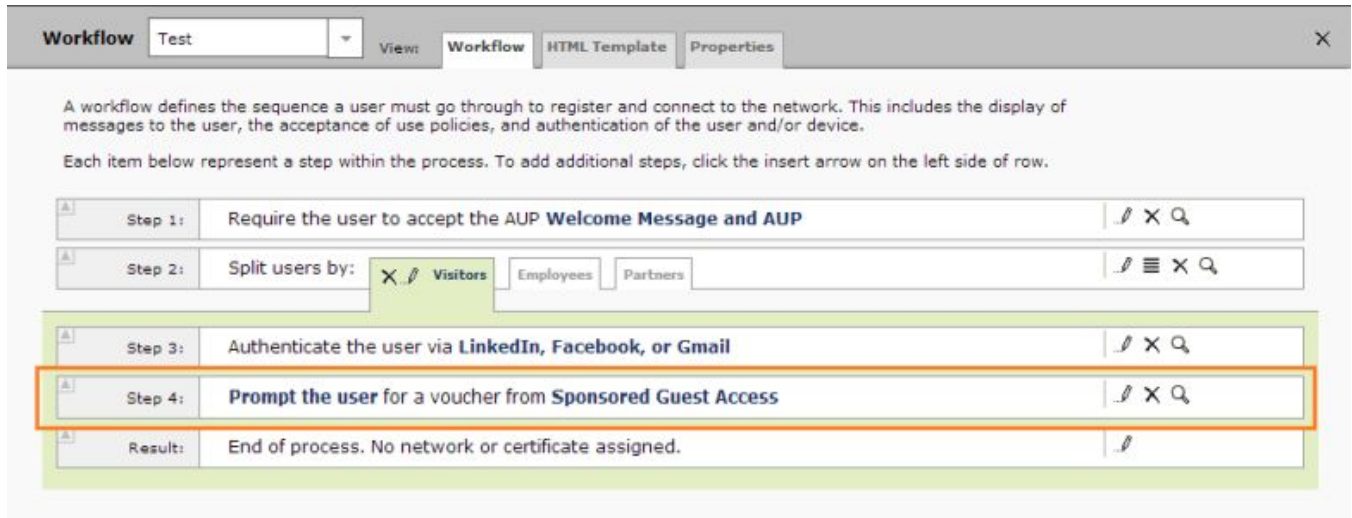 Workflow Test View: Workflow HTML Template Properties
A workflow defines the sequence a user must go through to register and connect to the network. This includes the display of
messages to the user, the acceptance of use policies, and authentication of the user and/or device.
Each item below represent a step within the process. To add additional steps, click the insert arrow on the left side of row.
Step 1: Require the user to accept the AUP Welcome Message and AUP
Step 2: Split users by: Visitors Employees Partners
Step 3: Authenticate the user via LinkedIn, Facebook, or Gmail
Step 4: Prompt the user for a voucher from Sponsored Guest Access
Result: End of process. No network or certificate assigned.